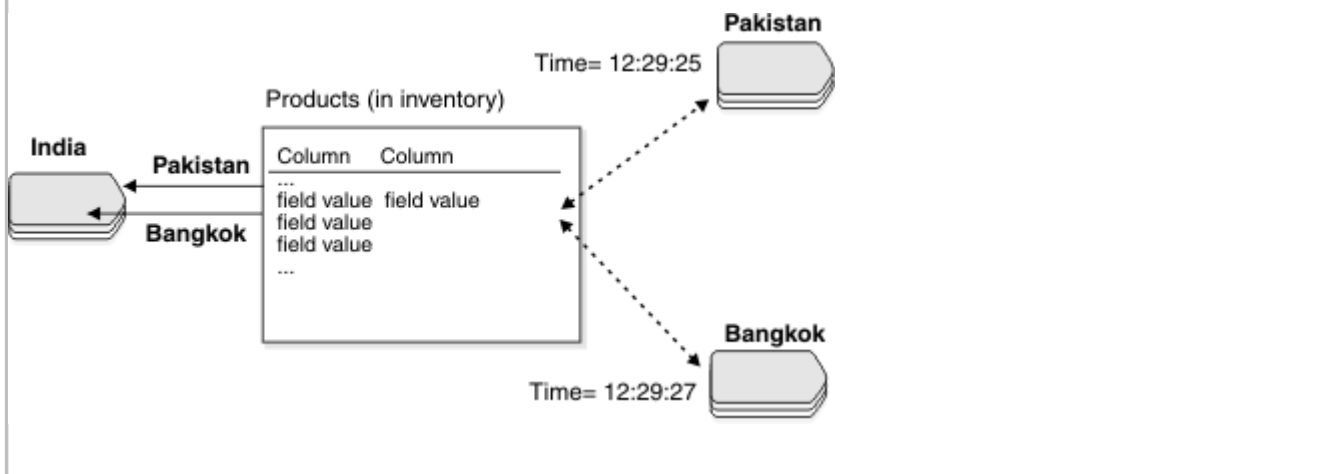 Pakistan
Time= 12:29:25
Products (in inventory)
India
Pakistan
Column Column
...
field value field value
field value
Bangkok
field value
...
Bangkok
Time= 12:29:27